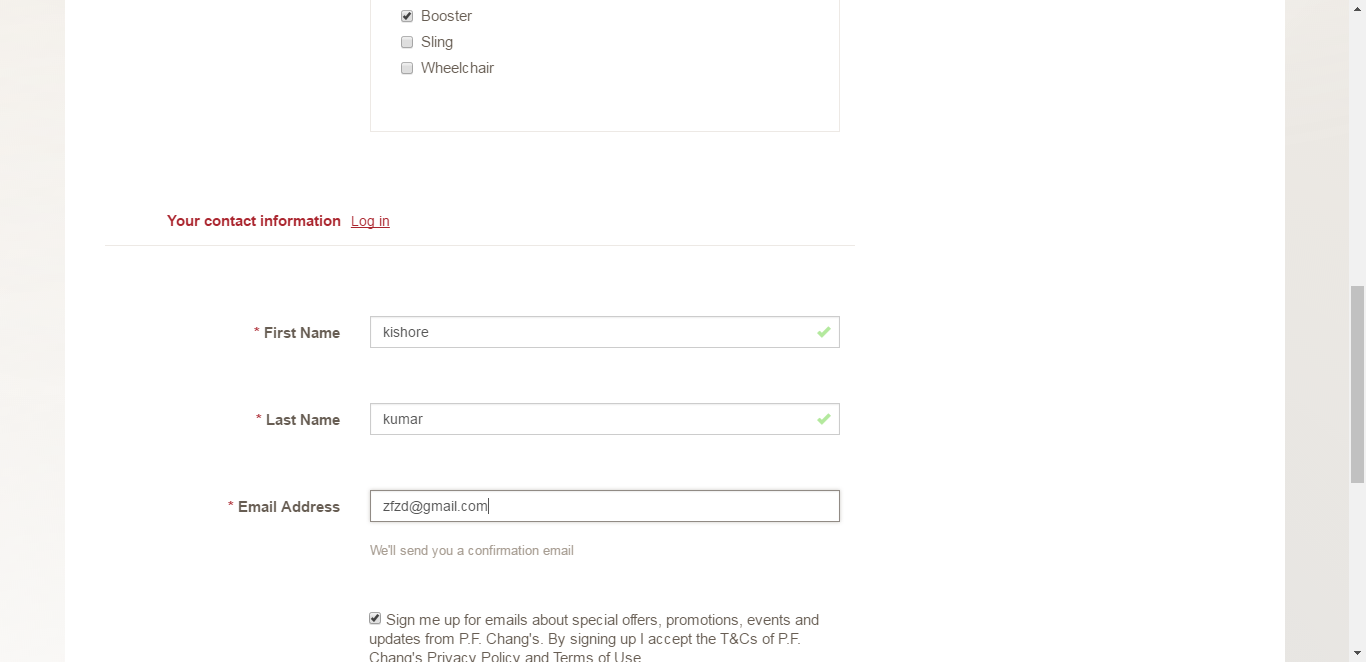 Booster
Sling
Wheelchair
Your contact information Log in
* First Name kishore
* Last Name kumar
* Email Address zfzd@gmail.com
We'll send you a confirmation email
Sign me up for emails about special offers, promotions, events and
updates from P.F. Chang's. By signing up I accept the T&Cs of P.F.
Chang's Privacy Policy and Terms of Use